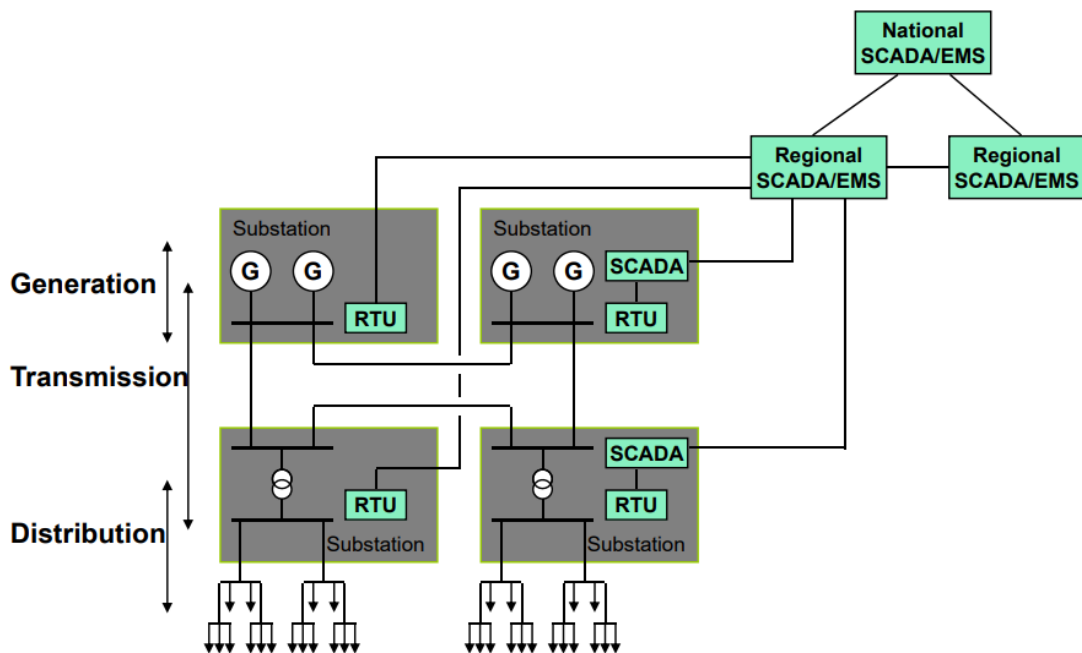 National
SCADA/EMS
Regional
SCADA/EMS
Regional
SCADA/EMS
Substation
Substation
G
G
G
G
SCADA
Generation
RTU
RTU
Transmission
SCADA
RTU
RTU
Distribution
Substation
Substation